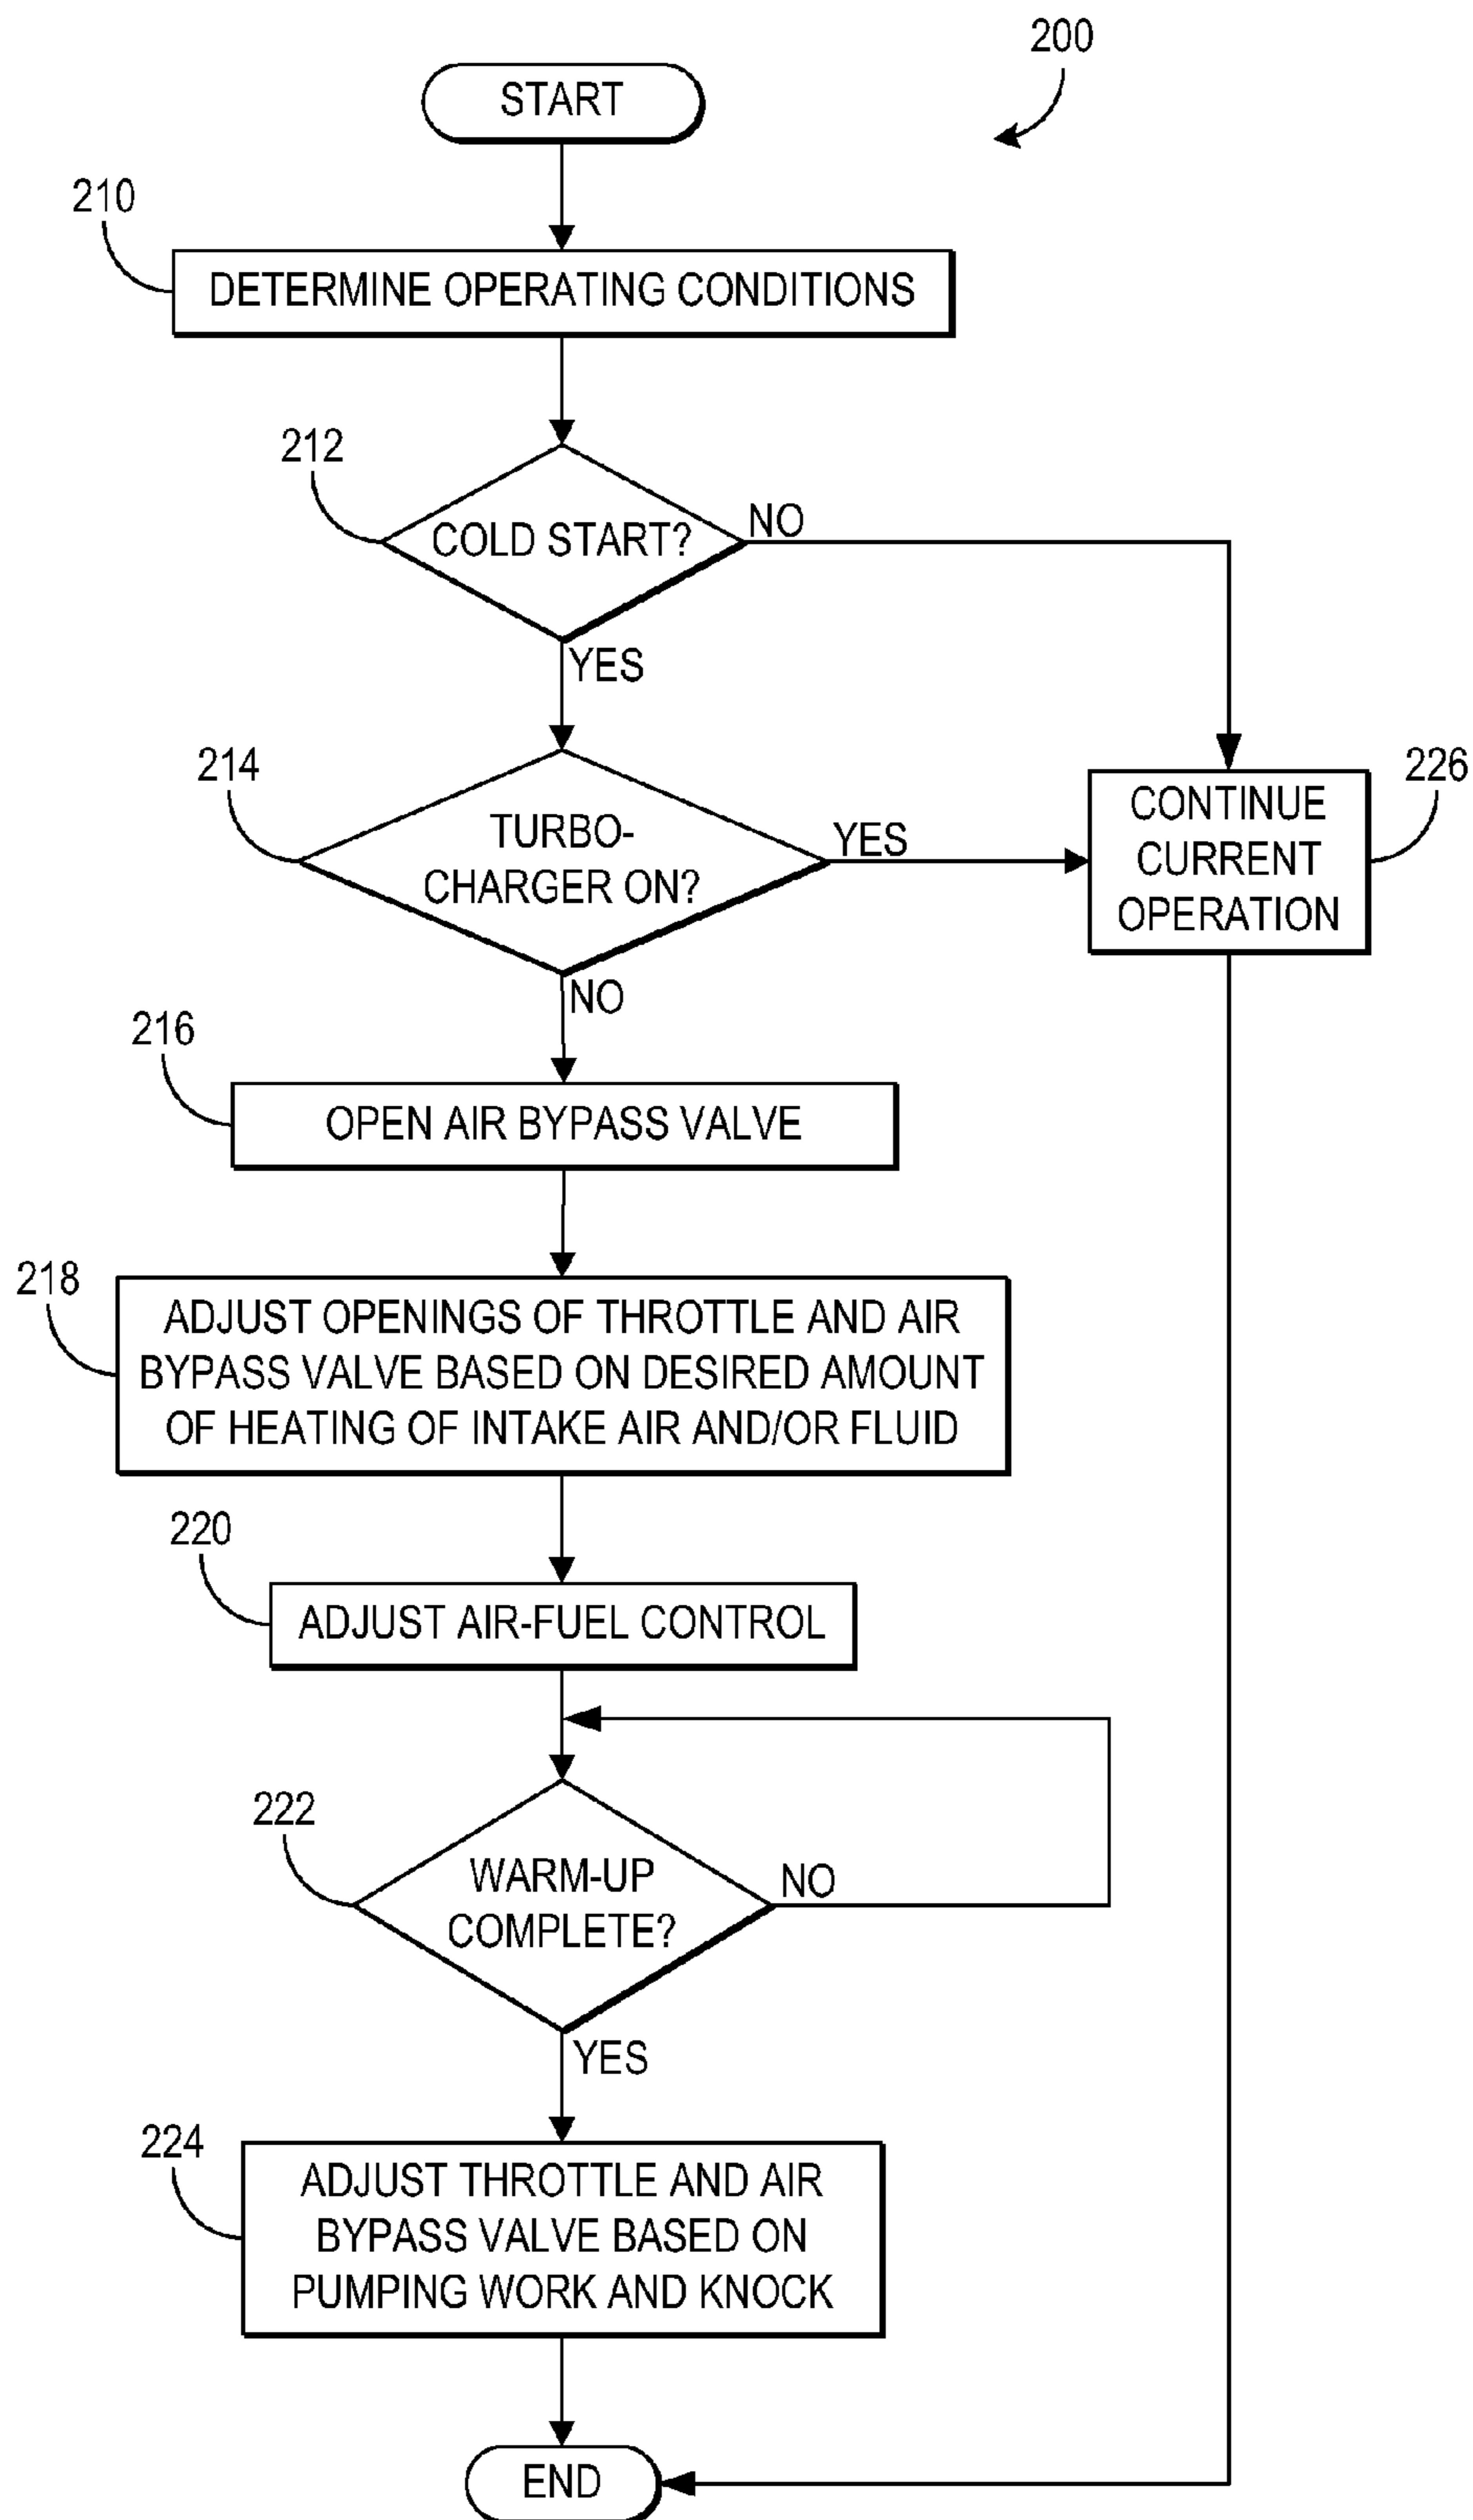 200
START
210
DETERMINE OPERATING CONDITIONS
212
COLD START?
NO
YES
214
TURBO-
CHARGER ON?
YES
NO
226
CONTINUE
CURRENT
OPERATION
216
OPEN AIR BYPASS VALVE
218
ADJUST OPENINGS OF THROTTLE AND AIR
BYPASS VALVE BASED ON DESIRED AMOUNT
OF HEATING OF INTAKE AIR AND/OR FLUID
220
ADJUST AIR-FUEL CONTROL
222
WARM-UP
COMPLETE?
NO
YES
224
ADJUST THROTTLE AND AIR
BYPASS VALVE BASED ON
PUMPING WORK AND KNOCK
END